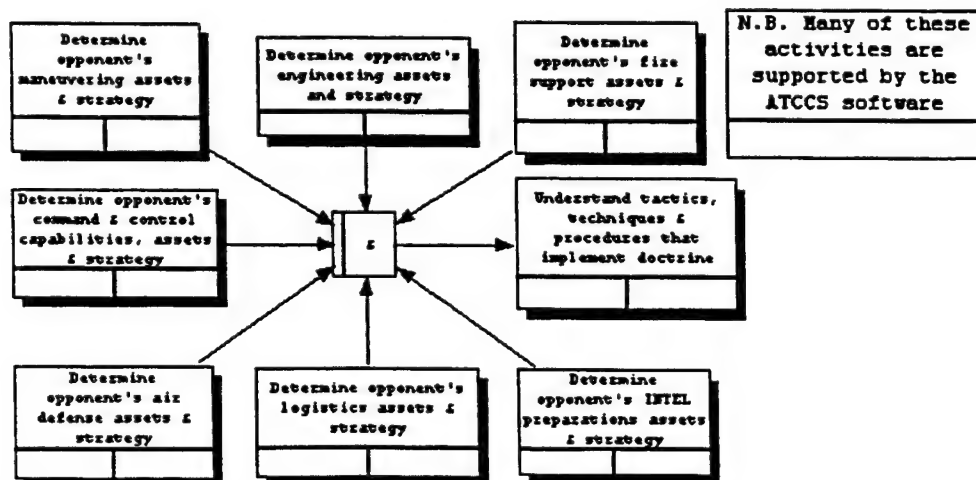 Determine
opponent's
maneuvering assets
& strategy
Determine opponent's
engineering assets
and strategy
Determine
opponent's fire
support assets &
strategy
N.B. Many of these
activities are
supported by the
ATCCS software
Determine opponent's
command & control
capabilities, assets
& strategy
&
Understand tactics,
techniques &
procedures that
implement doctrine
Determine
opponent's air
defense assets &
strategy
Determine opponent's
logistics assets &
strategy
Determine
opponent's INTEL
preparations assets
& strategy